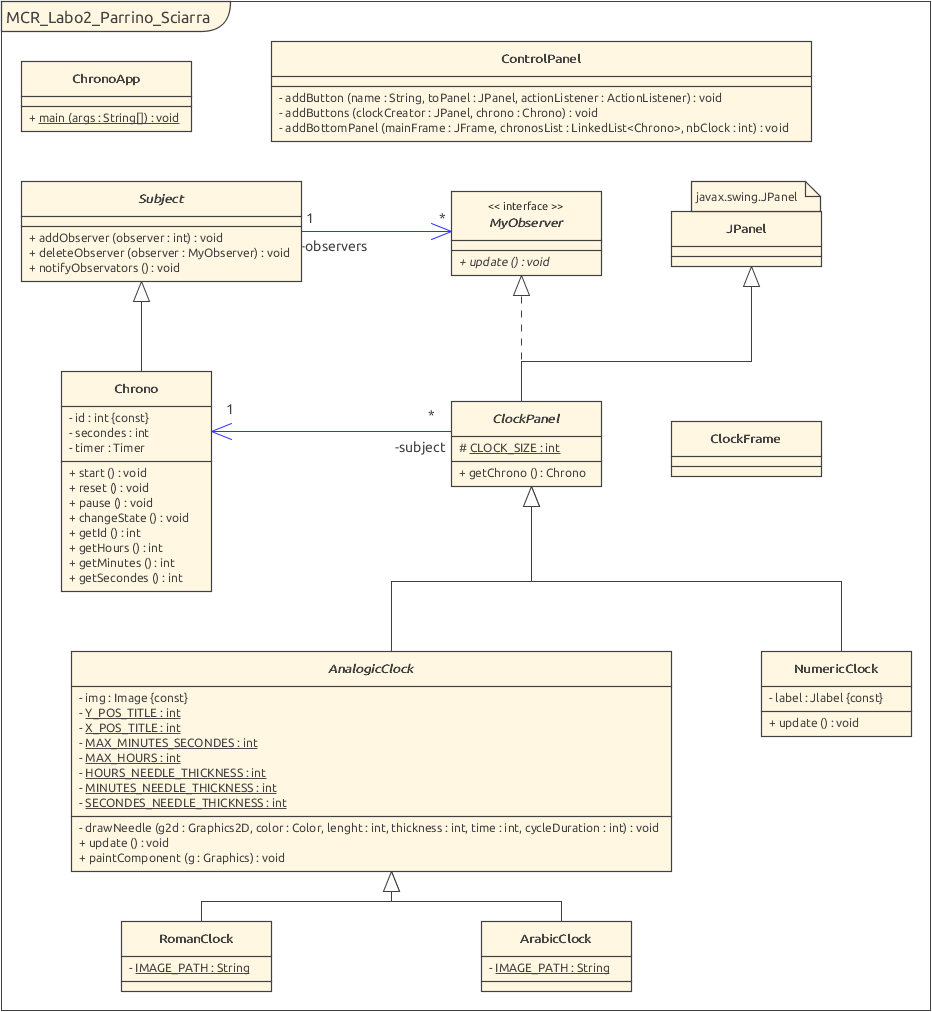 MCR_Labo2_Parrino_Sciarra
ChronoApp
+ main (args : String[]) : void
ControlPanel
- addButton (name : String, toPanel : JPanel, actionListener : ActionListener) : void
- addButtons (clockCreator : JPanel, chrono : Chrono) : void
- addBottomPanel (mainFrame : JFrame, chronosList : LinkedList<Chrono>, nbClock : int) : void
Subject
+ addObserver (observer : int) : void
+ deleteObserver (observer : MyObserver) : void
+ notifyObservators () : void
1
*
-observers
<< interface >>
MyObserver
+ update () : void
javax.swing.JPanel
JPanel
Chrono
- id : int {const}
- secondes : int
- timer : Timer
+ start () : void
+ reset () : void
+ pause () : void
+ changeState () : void
+ getId () : int
+ getHours () : int
+ getMinutes () : int
+ getSecondes () : int
1
*
-subject
ClockPanel
# CLOCK_SIZE : int
+ getChrono () : Chrono
ClockFrame
AnalogicClock
- img : Image {const}
- Y_POS_TITLE : int
- X_POS_TITLE : int
- MAX_MINUTES_SECONDES : int
- MAX_HOURS : int
- HOURS_NEEDLE_THICKNESS : int
- MINUTES_NEEDLE_THICKNESS : int
- SECONDES_NEEDLE_THICKNESS : int
- drawNeedle (g2d : Graphics2D, color : Color, lenght : int, thickness : int, time : int, cycleDuration : int) : void
+ update () : void
+ paintComponent (g : Graphics) : void
NumericClock
- label : Jlabel {const}
+ update () : void
RomanClock
- IMAGE_PATH : String
ArabicClock
- IMAGE_PATH : String